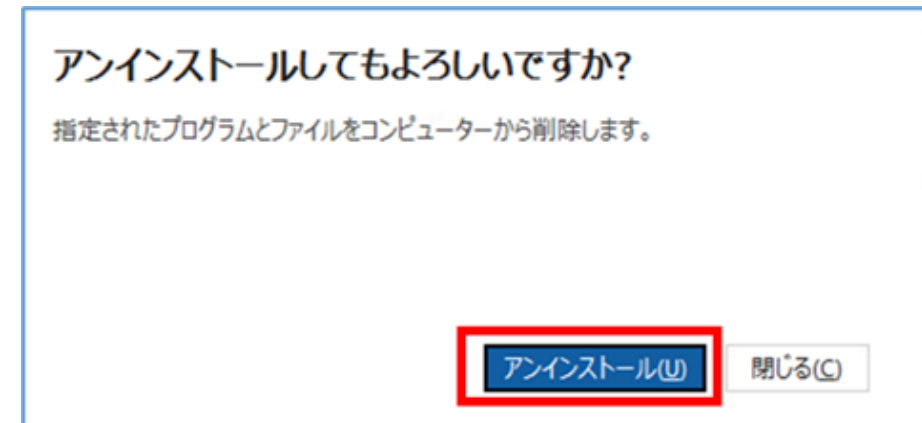 アンインストールしてもよろしいですか?
指定されたプログラムとファイルをコンピューターから削除します。
アンインストール(U) 閉じる(C)